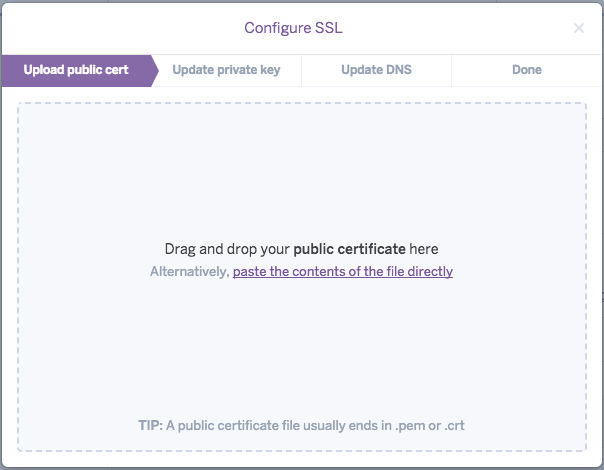 Configure SSL
Upload public cert
Update private key
Update DNS
Done
Drag and drop your public certificate here
Alternatively, paste the contents of the file directly
TIP: A public certificate file usually ends in .pem or .crt